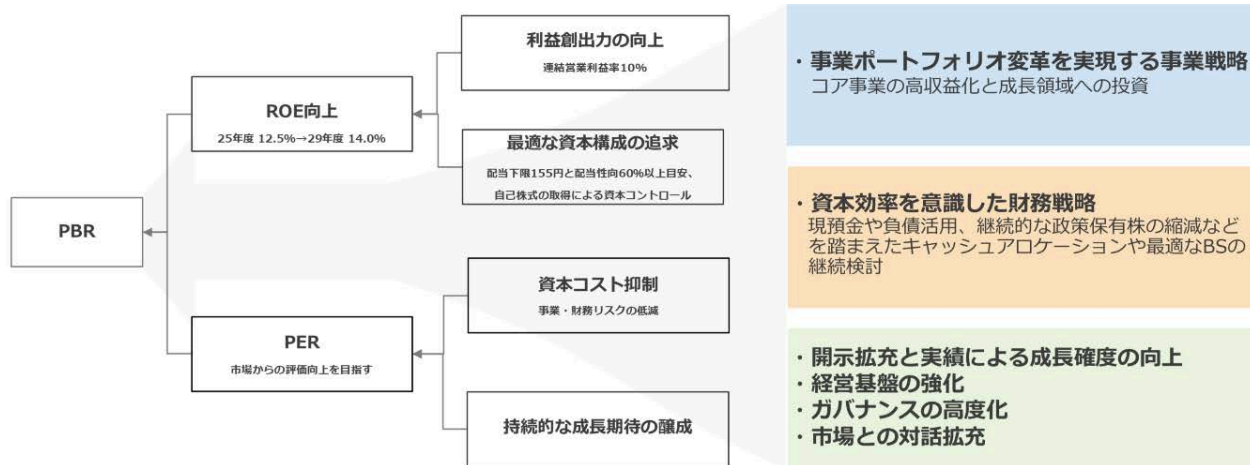 PBR
ROE向上
25年度 12.5%→29年度 14.0%
PER
市場からの評価向上を目指す
利益創出力の向上
連結営業利益率10%
最適な資本構成の追求
配当下限155円と配当性向60%以上目安、
自己株式の取得による資本コントロール
資本コスト抑制
事業・財務リスクの低減
持続的な成長期待の醸成
・事業ポートフォリオ変革を実現する事業戦略
コア事業の高収益化と成長領域への投資
・資本効率を意識した財務戦略
現預金や負債活用、継続的な政策保有株の縮減など
を踏まえたキャッシュアロケーションや最適なBSの
継続検討
・開示拡充と実績による成長確度の向上
・経営基盤の強化
・ガバナンスの高度化
・市場との対話拡充